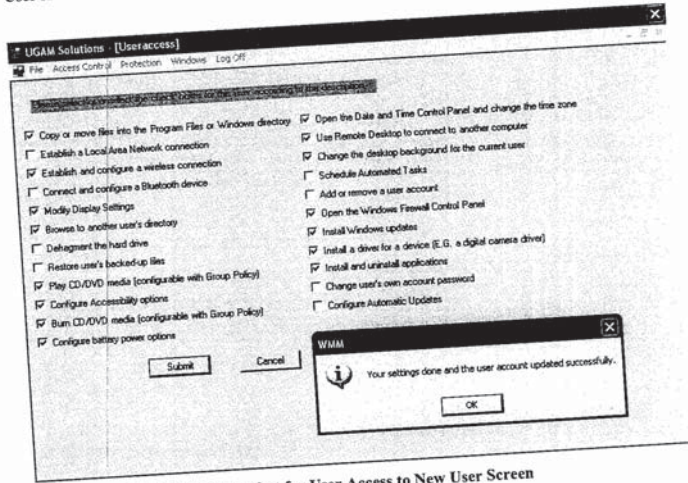 UGAM Solutions - [Useraccess]
File Access Control Protection Windows Log Off
Copy or move files into the Program Files or Windows directory
Establish a Local Area Network connection
Establish and configure a wireless connection
Connect and configure a Bluetooth device
Modify Display Settings
Browse to another user's directory
Defragment the hard drive
Restore user's backed-up files
Play CD/DVD media (configurable with Group Policy)
Configure Accessibility options
Burn CD/DVD media (configurable with Group Policy)
Configure battery power options
Open the Date and Time Control Panel and change the time zone
Use Remote Desktop to connect to another computer
Change the desktop background for the current user
Schedule Automated Tasks
Add or remove a user account
Open the Windows Firewall Control Panel
Install Windows updates
Install a driver for a device (E.G. a digital camera driver)
Install and uninstall applications
Change user's own account password
Configure Automatic Updates
Submit Cancel
WMM
Your settings done and the user account updated successfully.
OK
for User Access to New User Screen